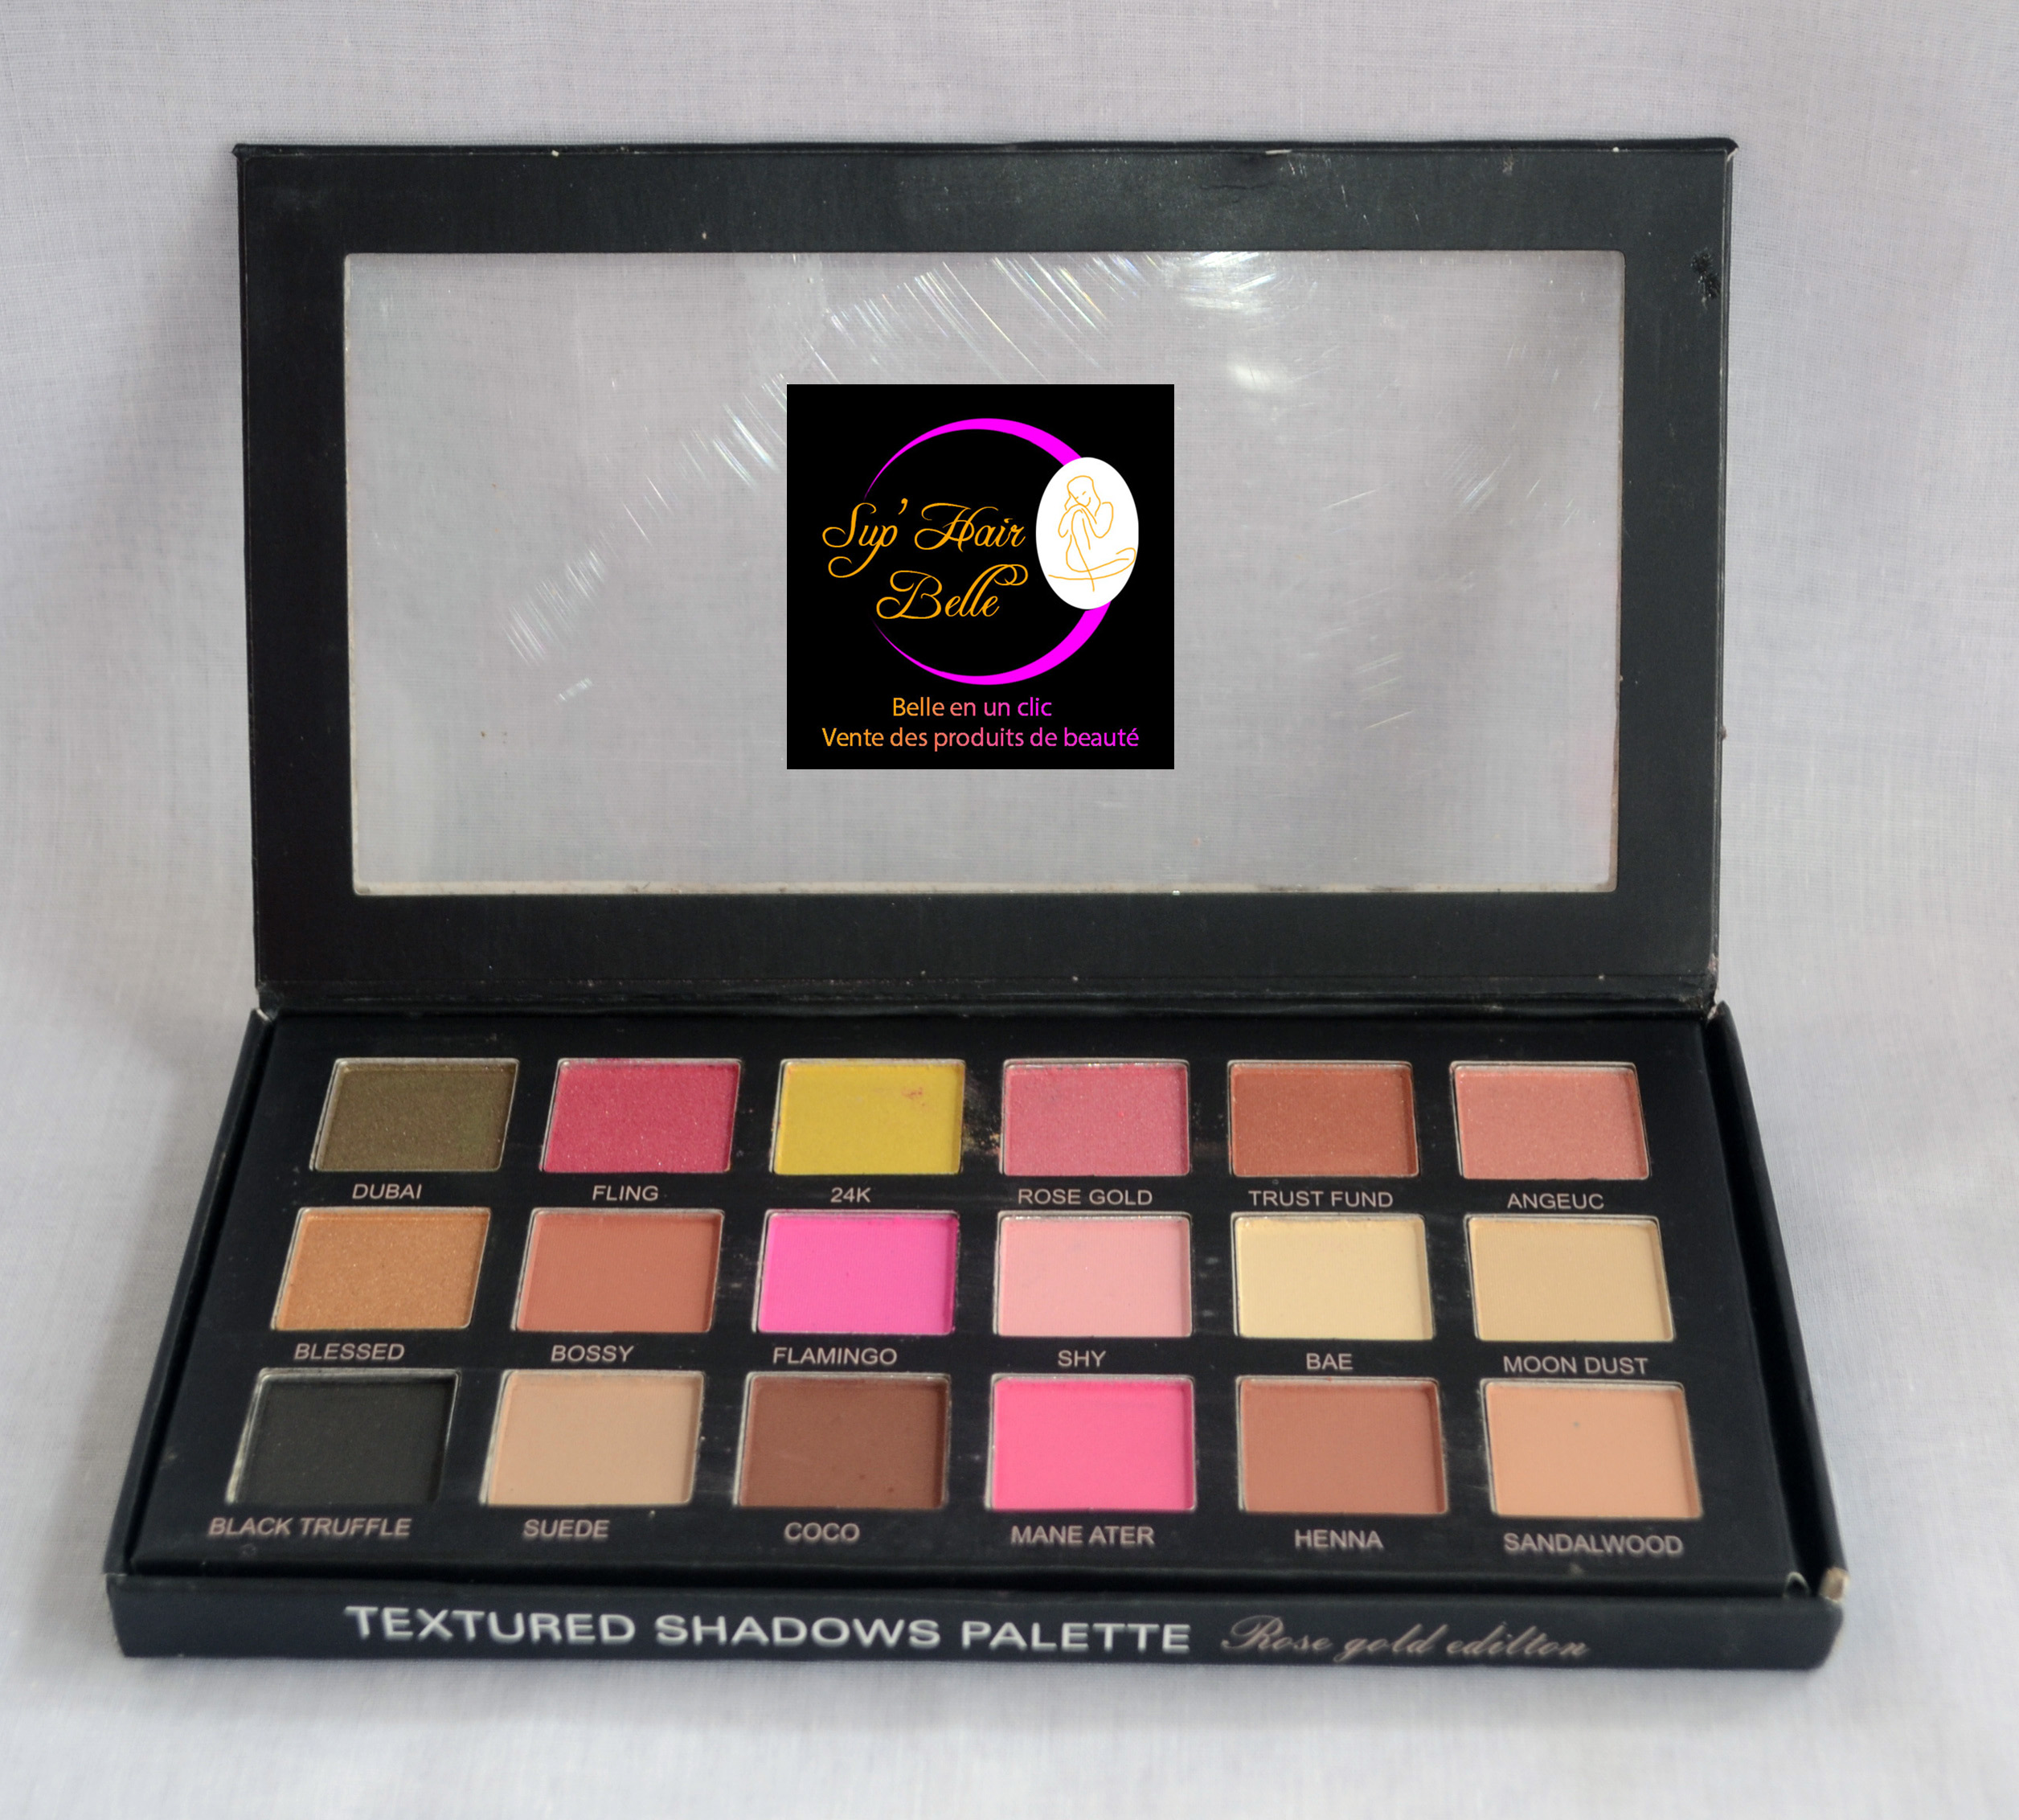 Sup' Hair
Belle
Belle en un clic
Vente des produits de beauté
DUBAI FLING 24K ROSE GOLD TRUST FUND ANGEUC
BLESSED BOSSY FLAMINGO SHY BAE MOON DUST
BLACK TRUFFLE SUEDE COCO MANE ATER HENNA SANDALWOOD
TEXTURED SHADOWS PALETTE Rose gold edilton